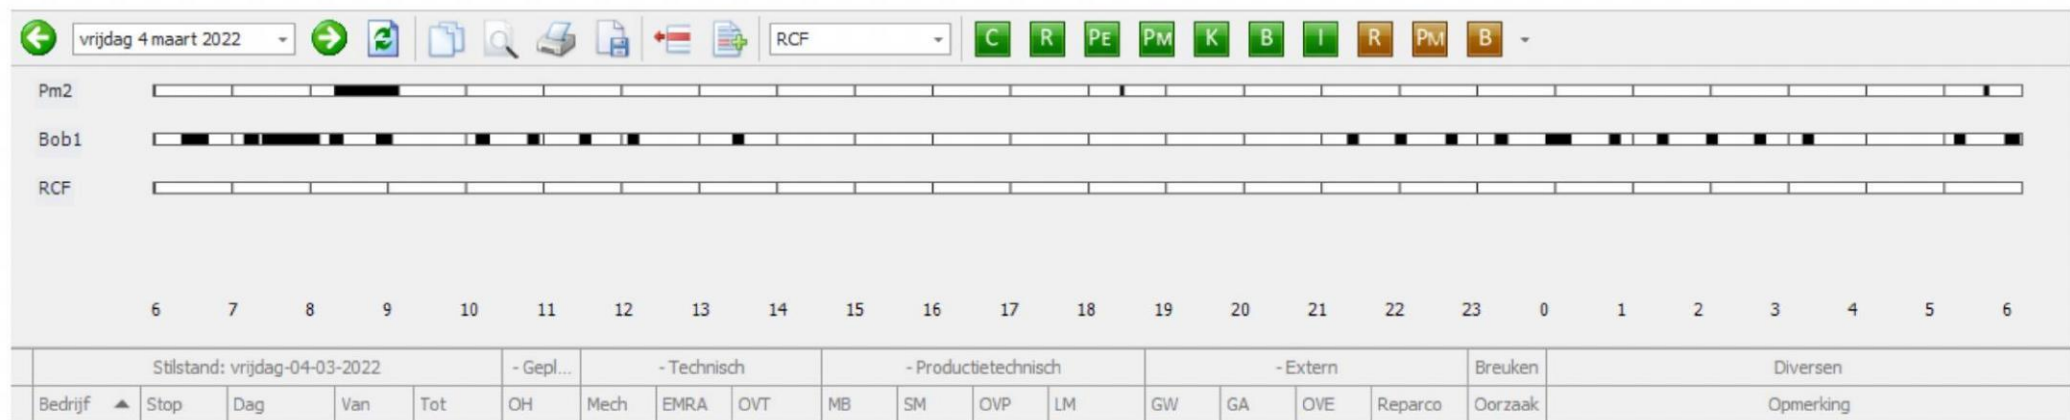 vrijdag 4 maart 2022 RCF C R PE PM K B I R PM B
Pm2
Bob1
RCF
6 7 8 9 10 11 12 13 14 15 16 17 18 19 20 21 22 23 0 1 2 3 4 5 6
Stilstand: vrijdag-04-03-2022 - Gepl... - Technisch - Productietechnisch - Extern Breuken Diversen
Bedrijf Stop Dag Van Tot OH Mech EMRA OVT MB SM OVP LM GW GA OVE Reparco Oorzaak Opmerking